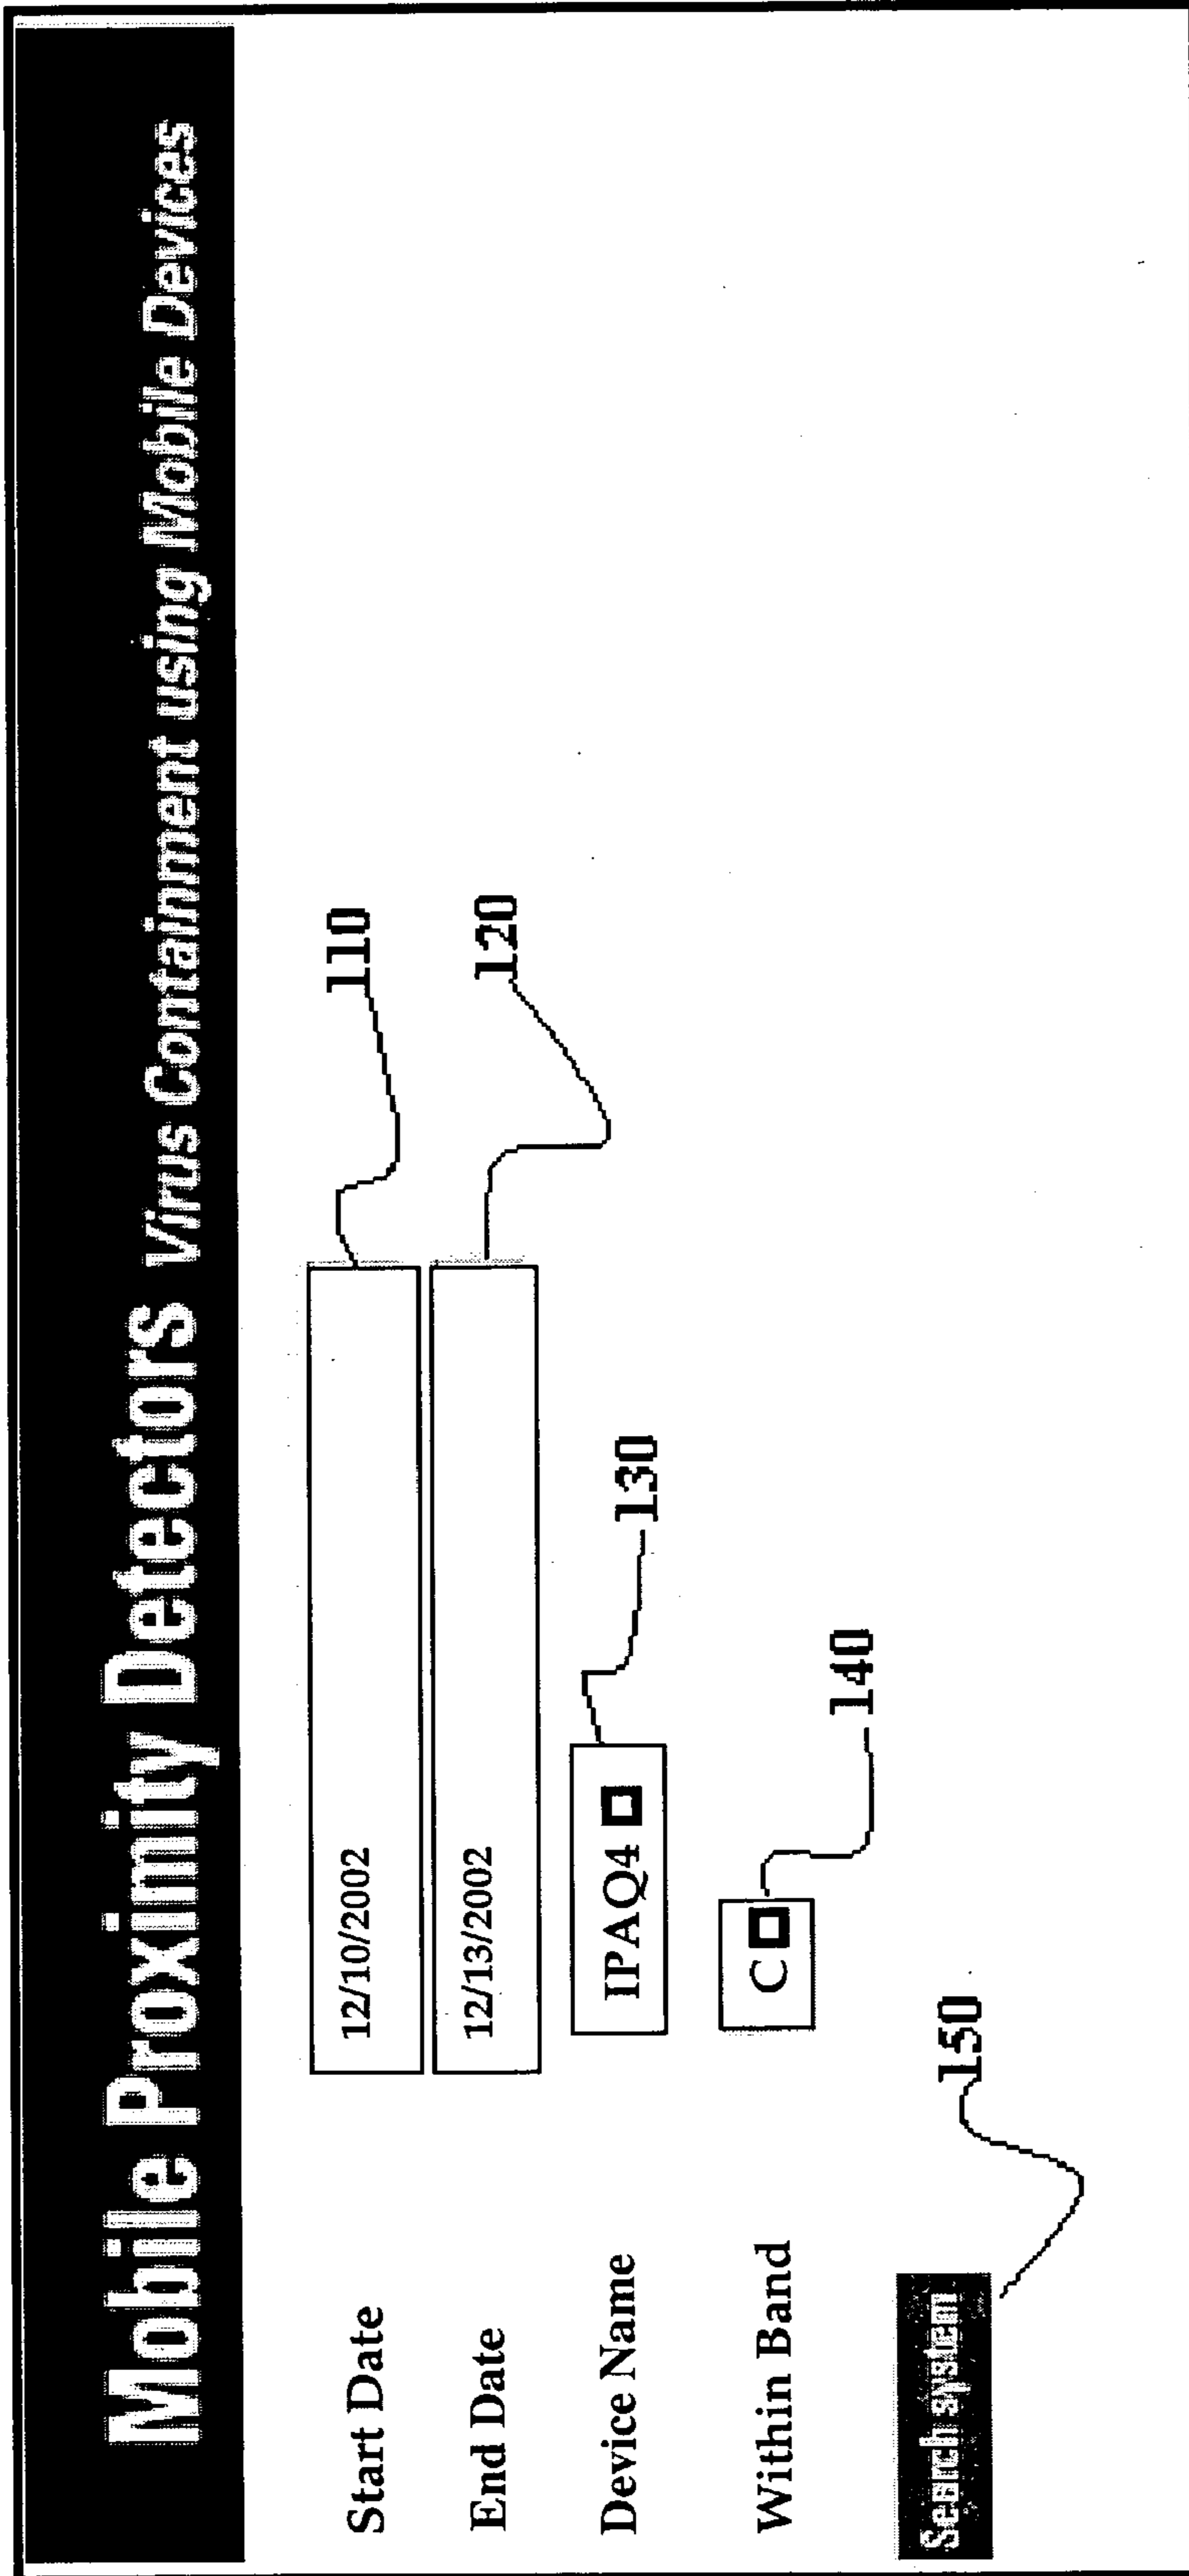 Mobile Proximity Detectors Virus Containment using Mobile Devices
Start Date 12/10/2002 110
End Date 12/13/2002 120
Device Name IPAQ4 130
Within Band C 140
Search system 150